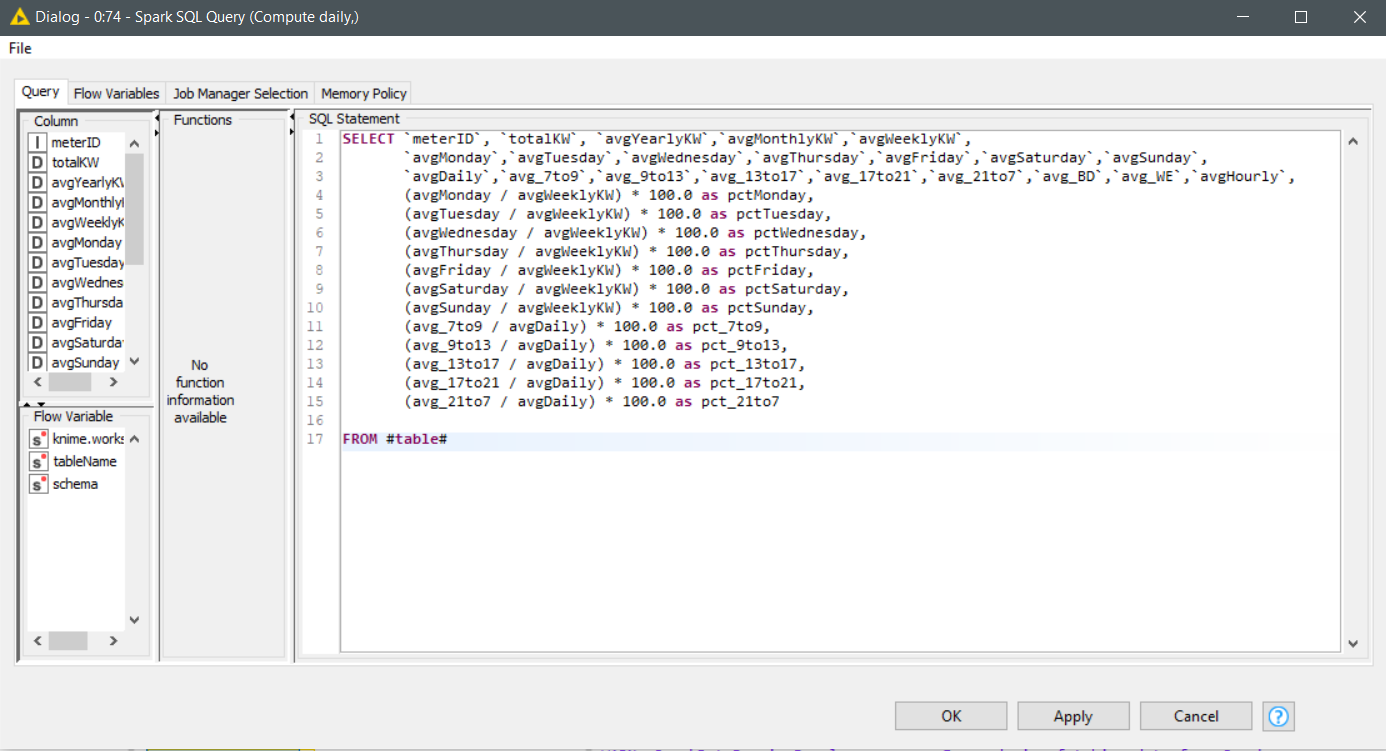 Dialog - 0:74 - Spark SQL Query (Compute daily,)
File
Query Flow Variables Job Manager Selection Memory Policy
Column
I meterID
D totalKW
D avgYearlyKW
D avgMonthly
D avgWeeklyK
D avgMonday
D avgTuesday
D avgWednes
D avgThursda
D avgFriday
D avgSaturda
D avgSunday
Flow Variable
s knime.works
s tableName
s schema
Functions
No
function
information
available
SQL Statement
1 SELECT `meterID`, `totalKW`, `avgYearlyKW`,`avgMonthlyKW`,`avgWeeklyKW`,
2 `avgMonday`,`avgTuesday`,`avgWednesday`,`avgThursday`,`avgFriday`,`avgSaturday`,`avgSunday`,
3 `avgDaily`,`avg_7to9`,`avg_9to13`,`avg_13to17`,`avg_17to21`,`avg_21to7`,`avg_BD`,`avg_WE`,`avgHourly`,
4 (avgMonday / avgWeeklyKW) * 100.0 as pctMonday,
5 (avgTuesday / avgWeeklyKW) * 100.0 as pctTuesday,
6 (avgWednesday / avgWeeklyKW) * 100.0 as pctWednesday,
7 (avgThursday / avgWeeklyKW) * 100.0 as pctThursday,
8 (avgFriday / avgWeeklyKW) * 100.0 as pctFriday,
9 (avgSaturday / avgWeeklyKW) * 100.0 as pctSaturday,
10 (avgSunday / avgWeeklyKW) * 100.0 as pctSunday,
11 (avg_7to9 / avgDaily) * 100.0 as pct_7to9,
12 (avg_9to13 / avgDaily) * 100.0 as pct_9to13,
13 (avg_13to17 / avgDaily) * 100.0 as pct_13to17,
14 (avg_17to21 / avgDaily) * 100.0 as pct_17to21,
15 (avg_21to7 / avgDaily) * 100.0 as pct_21to7
16
17 FROM #table#
OK Apply Cancel ?